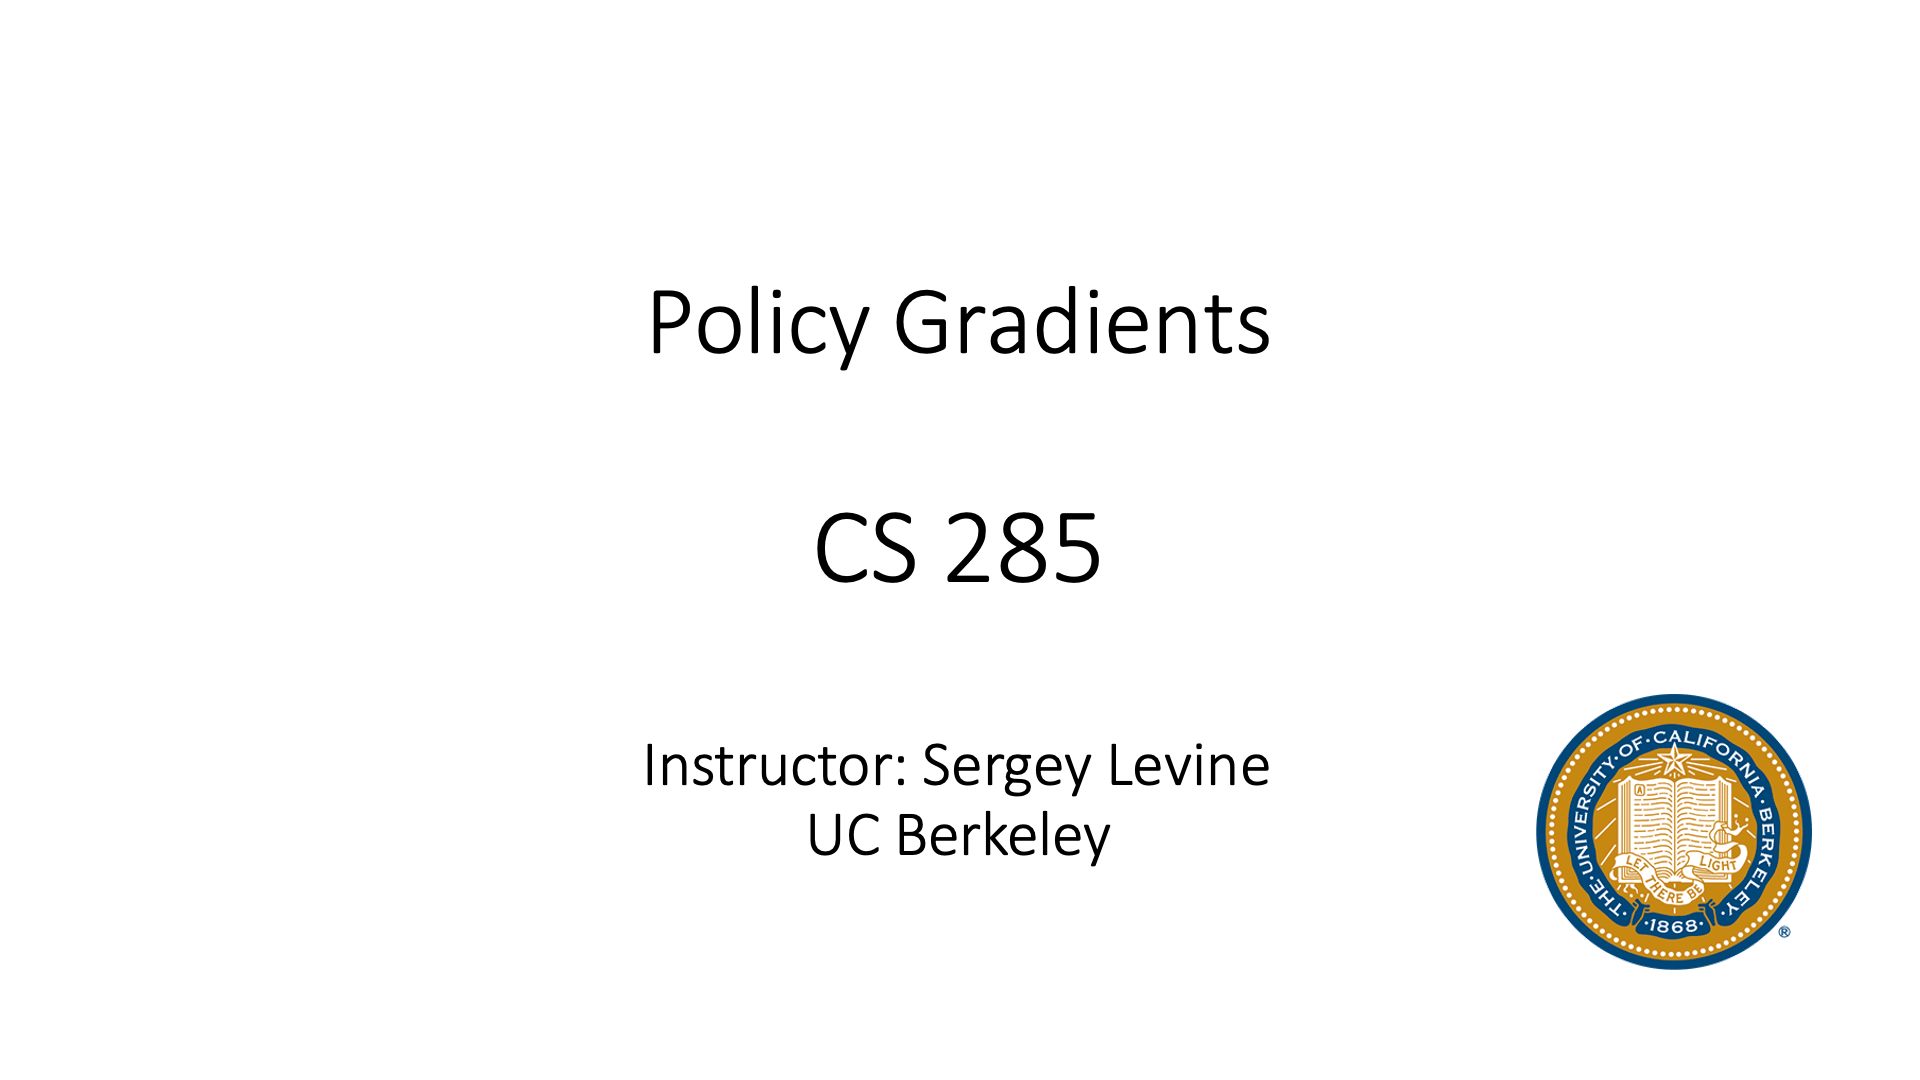 Policy Gradients
CS 285
Instructor: Sergey Levine
UC Berkeley
THE·UNIVERSITY·OF·CALIFORNIA·BERKELEY
A
LET THERE BE LIGHT
·1868·
®